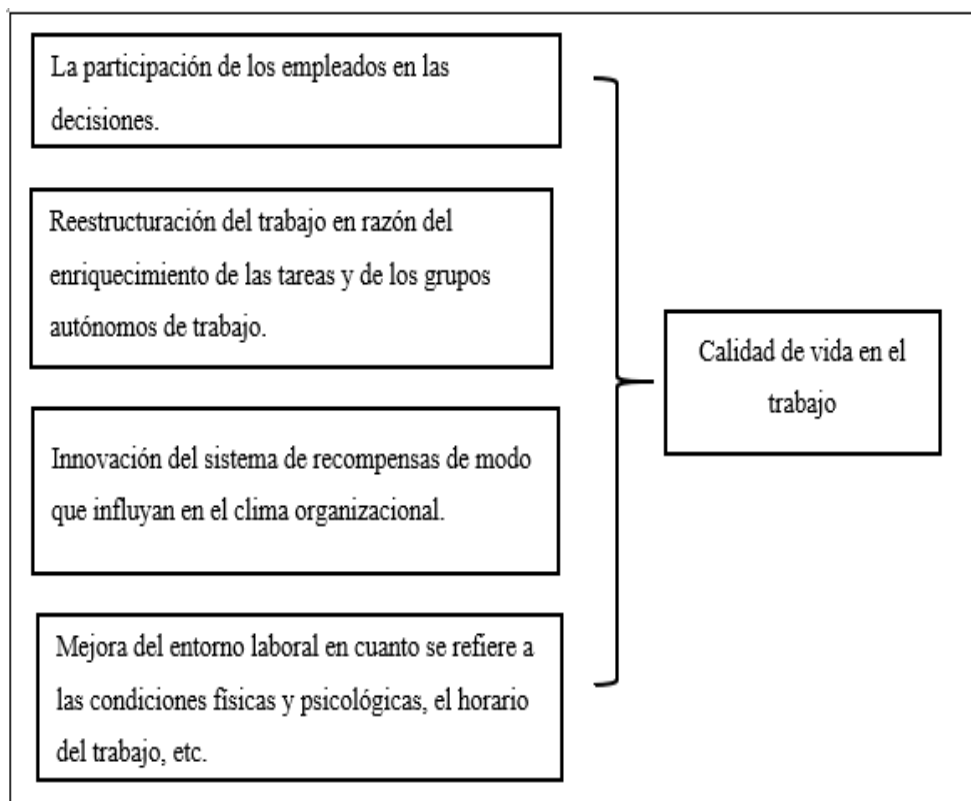 La participación de los empleados en las
decisiones.
Reestructuración del trabajo en razón del
enriquecimiento de las tareas y de los grupos
autónomos de trabajo.
Innovación del sistema de recompensas de modo
que influyan en el clima organizacional.
Mejora del entorno laboral en cuanto se refiere a
las condiciones físicas y psicológicas, el horario
del trabajo, etc.
Calidad de vida en el
trabajo